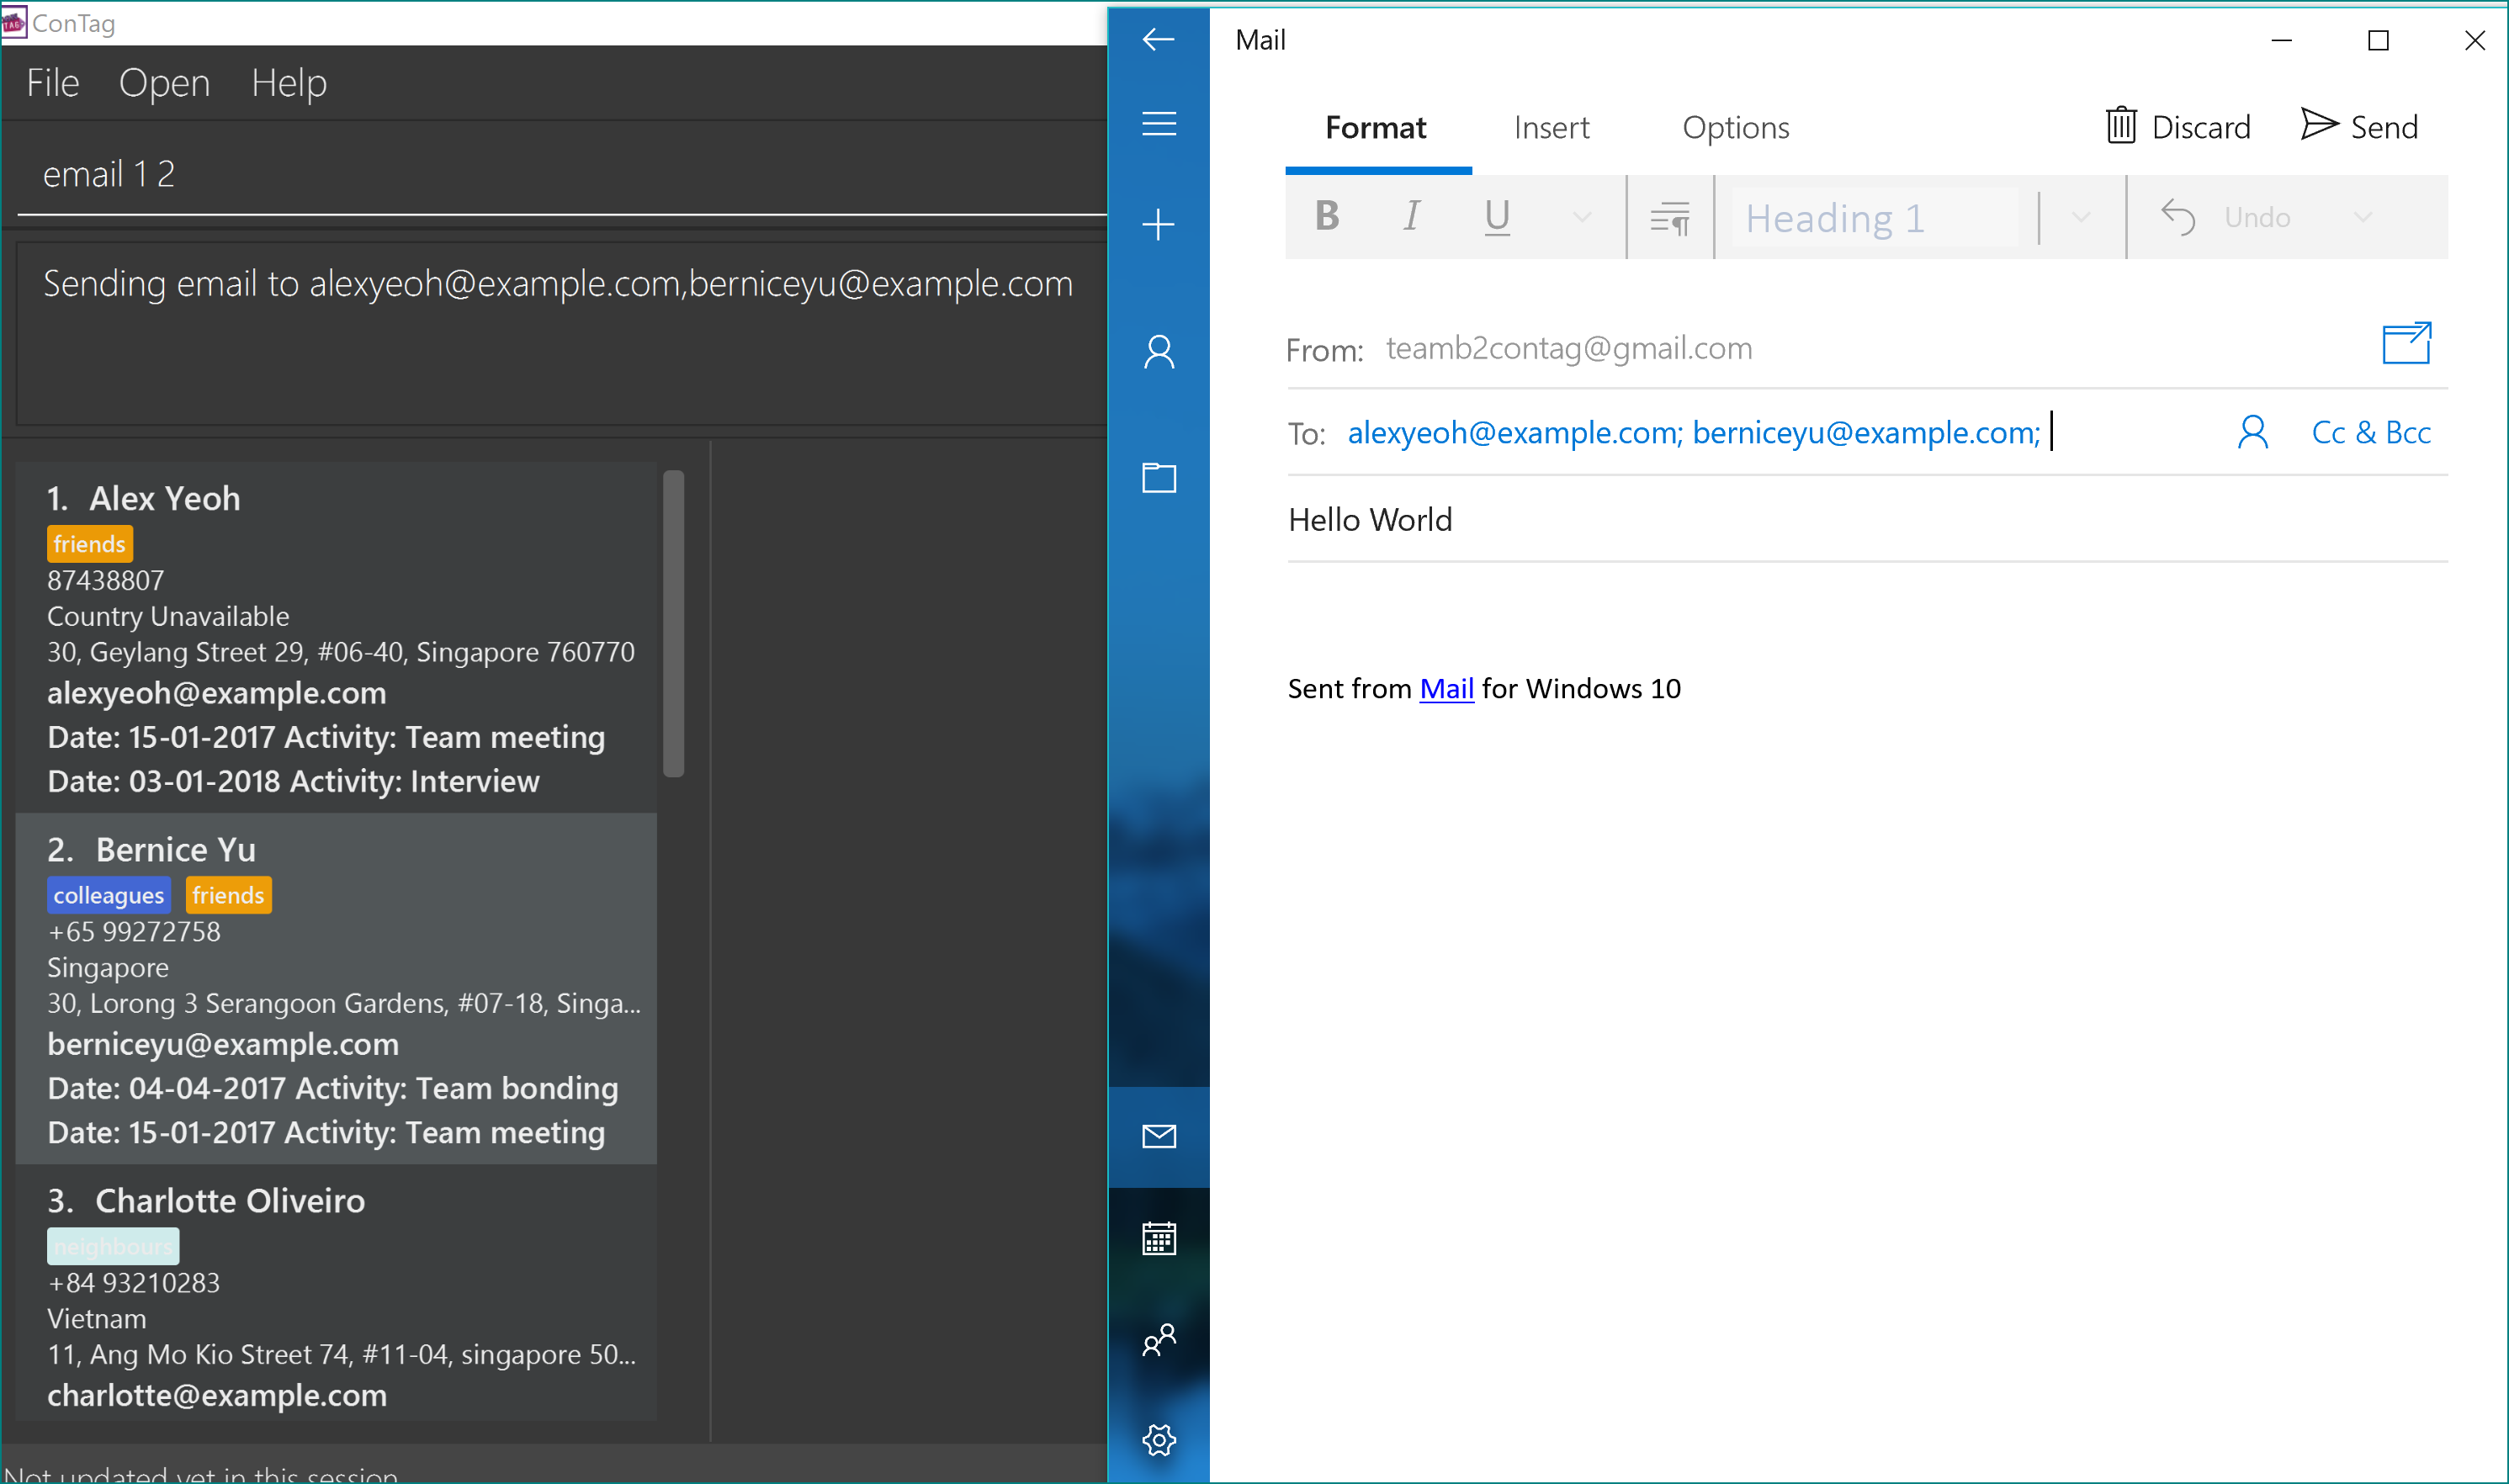 ConTag
File Open Help
email 1 2
Sending email to alexyeoh@example.com,berniceyu@example.com
1. Alex Yeoh
friends
87438807
Country Unavailable
30, Geylang Street 29, #06-40, Singapore 760770
alexyeoh@example.com
Date: 15-01-2017 Activity: Team meeting
Date: 03-01-2018 Activity: Interview
2. Bernice Yu
colleagues friends
+65 99272758
Singapore
30, Lorong 3 Serangoon Gardens, #07-18, Singa...
berniceyu@example.com
Date: 04-04-2017 Activity: Team bonding
Date: 15-01-2017 Activity: Team meeting
3. Charlotte Oliveiro
neighbours
+84 93210283
Vietnam
11, Ang Mo Kio Street 74, #11-04, singapore 50...
charlotte@example.com
Not updated yet in this session
Mail
Format Insert Options Discard Send
B I U Heading 1 Undo
From: teamb2contag@gmail.com
To: alexyeoh@example.com; berniceyu@example.com; Cc & Bcc
Hello World
Sent from Mail for Windows 10